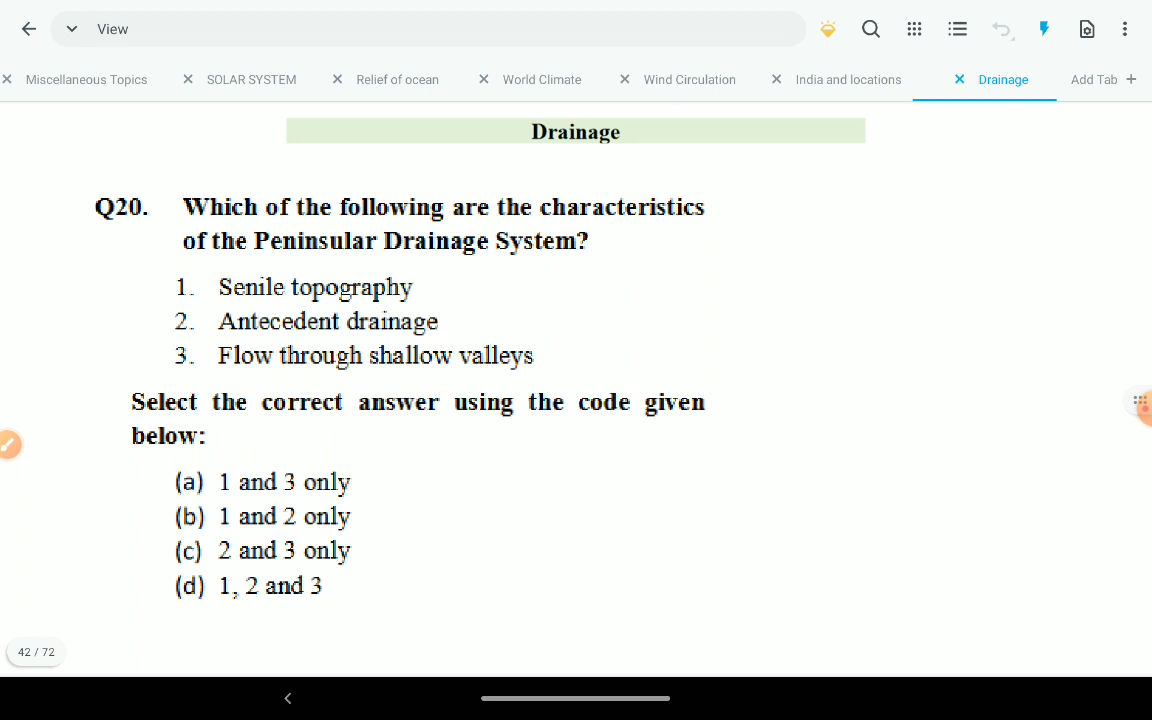 View
Miscellaneous Topics SOLAR SYSTEM Relief of ocean World Climate Wind Circulation India and locations Drainage Add Tab +
Drainage
Q20. Which of the following are the characteristics
of the Peninsular Drainage System?
1. Senile topography
2. Antecedent drainage
3. Flow through shallow valleys
Select the correct answer using the code given
below:
(a) 1 and 3 only
(b) 1 and 2 only
(c) 2 and 3 only
(d) 1, 2 and 3
42 / 72